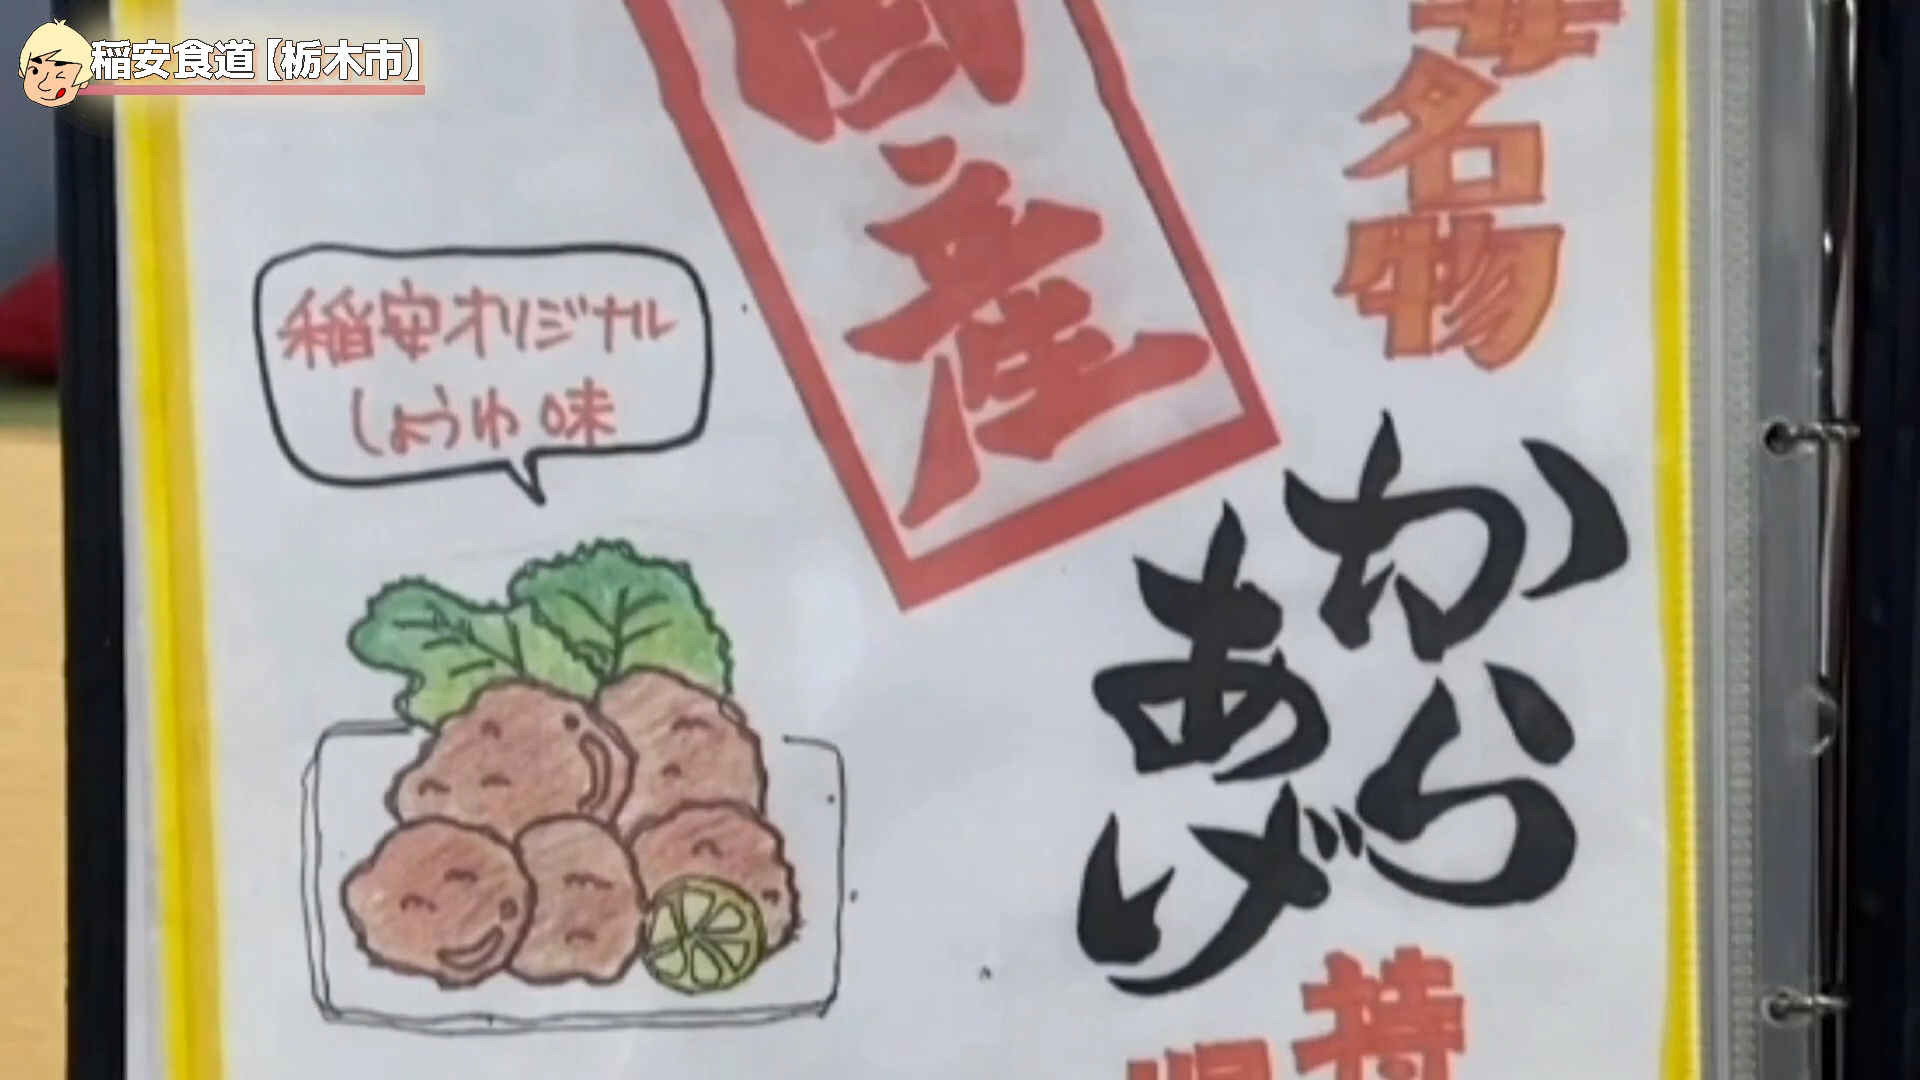 稲安食道【栃木市】
名物
からあげ
国産
稲安オリジナル
しょうゆ味
持